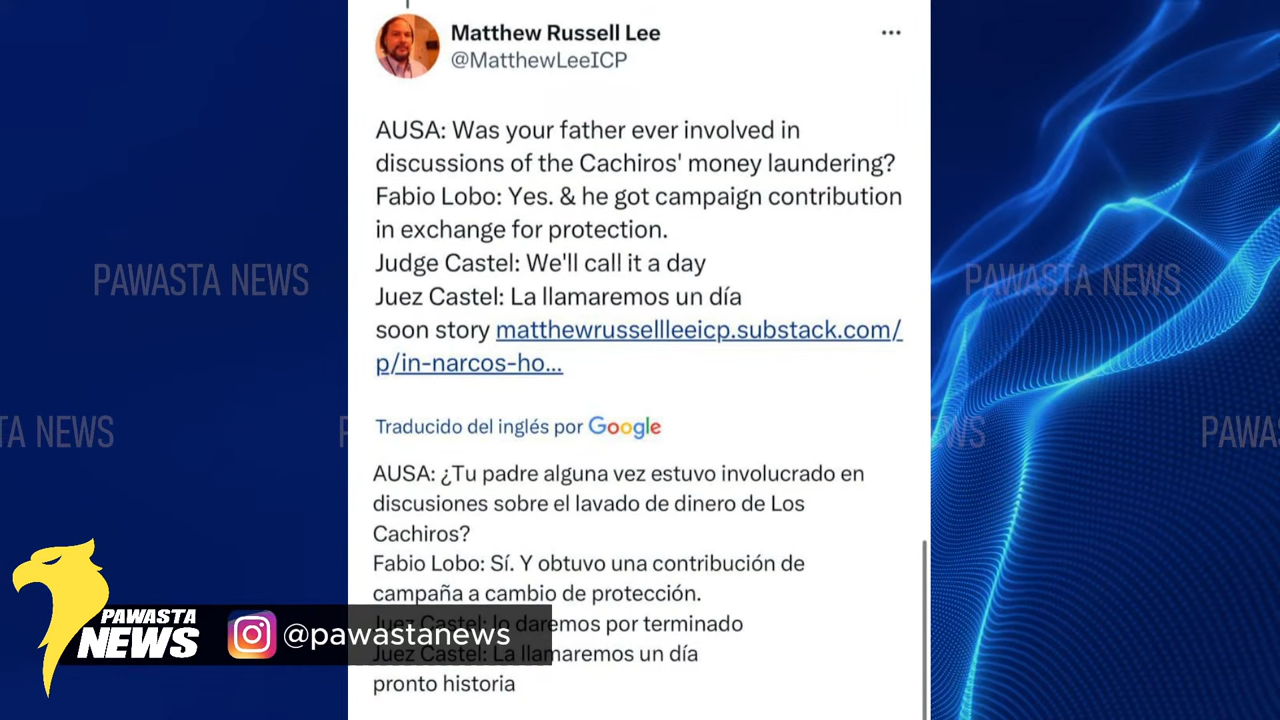 Matthew Russell Lee
@MatthewLeeICP
AUSA: Was your father ever involved in
discussions of the Cachiros' money laundering?
Fabio Lobo: Yes. & he got campaign contribution
in exchange for protection.
Judge Castel: We'll call it a day
Juez Castel: La llamaremos un día
soon story matthewrussellleeicp.substack.com/
p/in-narcos-ho...
Traducido del inglés por Google
AUSA: ¿Tu padre alguna vez estuvo involucrado en
discusiones sobre el lavado de dinero de Los
Cachiros?
Fabio Lobo: Sí. Y obtuvo una contribución de
campaña a cambio de protección.
Juez Castel: lo daremos por terminado
Juez Castel: La llamaremos un día
pronto historia
PAWASTA NEWS
PAWASTA NEWS
TA NEWS
WS
PAWA
PAWASTA
NEWS
@pawastanews